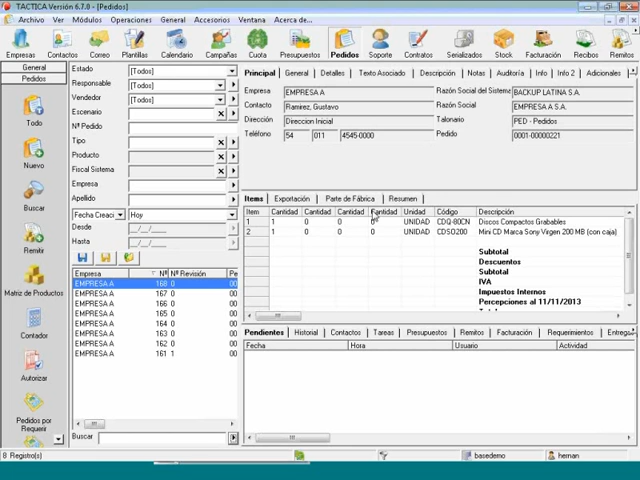 TACTICA Versión 6.7.0 - [Pedidos]
Archivo Ver Módulos Operaciones General Accesorios Ventana Acerca de...
Empresas Contactos Correo Plantillas Calendario Campañas Cuota Presupuestos Pedidos Soporte Contratos Serializados Stock Facturación Recibos Remitos
General
Pedidos
Todo
Nuevo
Buscar
Remitir
Matriz de Productos
Contador
Autorizar
Pedidos por
Requerir
Estado [Todos]
Responsable [Todos]
Vendedor [Todos]
Escenario
Nº Pedido
Tipo
Producto
Fiscal Sistema
Empresa
Apellido
Fecha Creac Hoy
Desde _/_/_
Hasta _/_/_
Empresa Nº Nº Revisión Pe
EMPRESA A 168 0 00
EMPRESA A 167 0 00
EMPRESA A 166 0 00
EMPRESA A 165 0 00
EMPRESA A 164 0 00
EMPRESA A 163 0 00
EMPRESA A 162 0 00
EMPRESA A 161 1 00
Buscar
Principal General Detalles Texto Asociado Descripción Notas Auditoría Info Info 2 Adicionales
Empresa EMPRESA A Razón Social del Sistema BACKUP LATINA S.A.
Contacto Ramirez, Gustavo Razón Social EMPRESA A S.A.
Dirección Direccion Inicial Talonario PED - Pedidos
Teléfono 54 011 4545-0000 Pedido 0001-00000221
Items Exportación Parte de Fábrica Resumen
Item Cantidad Cantidad Cantidad Cantidad Unidad Código Descripción
1 1 0 0 0 UNIDAD CDQ-80CN Discos Compactos Grabables
2 1 0 0 0 UNIDAD CDSO200 Mini CD Marca Sony Virgen 200 MB (con caja)
Subtotal
Descuentos
Subtotal
IVA
Impuestos Internos
Percepciones al 11/11/2013
Pendientes Historial Contactos Tareas Presupuestos Remitos Facturación Requerimientos Entrega
Fecha Hora Usuario Actividad
8 Registro(s) basedemo hernan